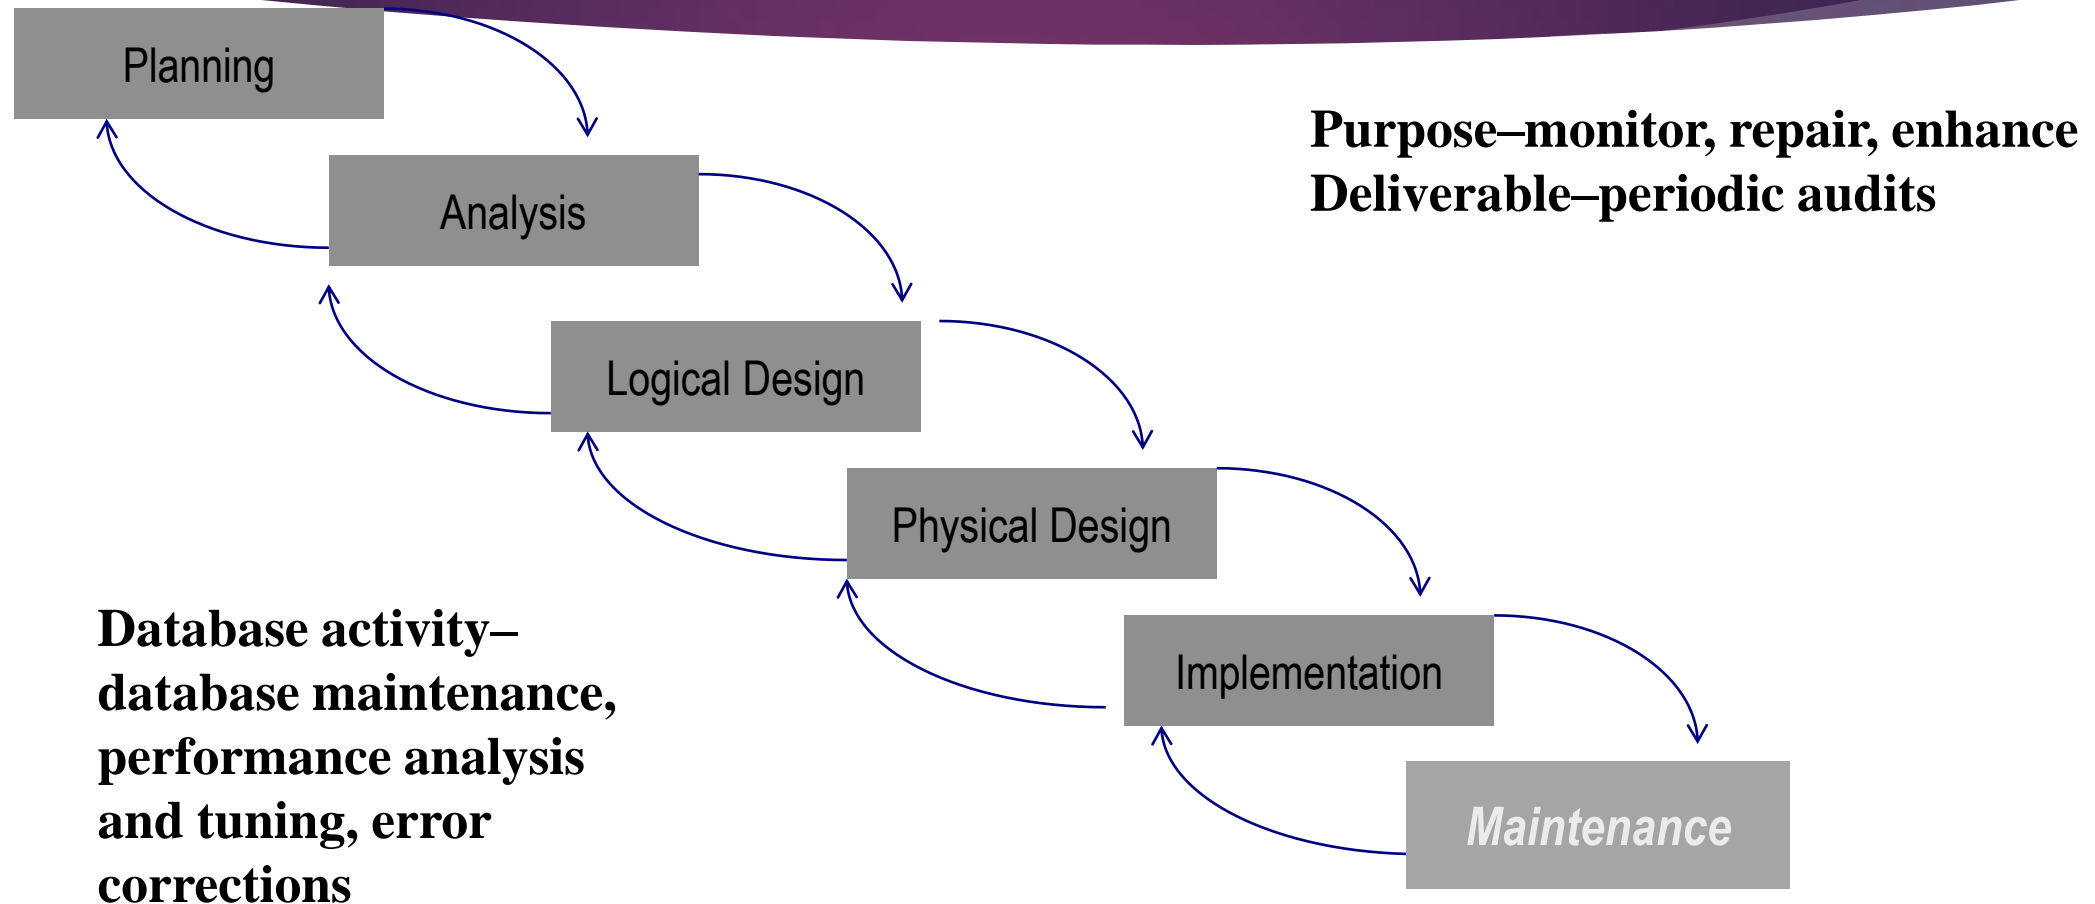 Planning
Purpose–monitor, repair, enhance
Deliverable–periodic audits
Analysis
Logical Design
Physical Design
Database activity–
database maintenance,
performance analysis
and tuning, error
corrections
Implementation
Maintenance